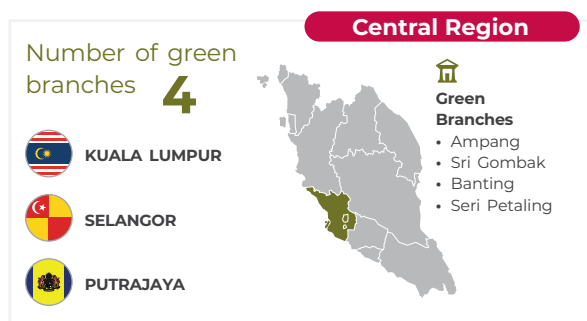 Central Region
Number of green
branches 4
KUALA LUMPUR
SELANGOR
PUTRAJAYA
Green
Branches
• Ampang
• Sri Gombak
• Banting
• Seri Petaling